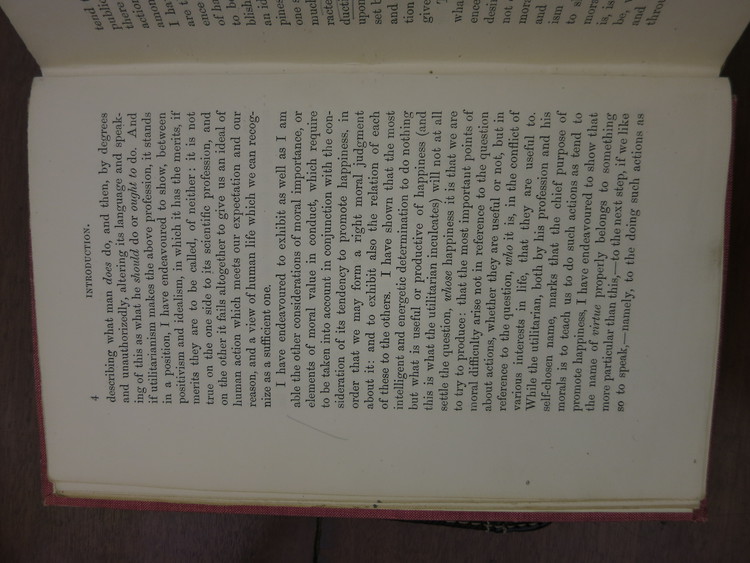 4
INTRODUCTION.
describing what man does do, and then, by degrees
and unauthorizedly, altering its language and speak-
ing of this as what he should do or ought to do. And
if utilitarianism makes the above profession, it stands
in a position, I have endeavoured to show, between
positivism and idealism, in which it has the merits, if
merits they are to be called, of neither: it is not
true on the one side to its scientific profession, and
on the other it fails altogether to give us an ideal of
human action which meets our expectation and our
reason, and a view of human life which we can recog-
nize as a sufficient one.
I have endeavoured to exhibit as well as I am
able the other considerations of moral importance, or
elements of moral value in conduct, which require
to be taken into account in conjunction with the con-
sideration of its tendency to promote happiness, in
order that we may form a right moral judgment
about it: and to exhibit also the relation of each
of these to the others. I have shown that the most
intelligent and energetic determination to do nothing
but what is useful or productive of happiness (and
this is what the utilitarian inculcates) will not at all
settle the question, whose happiness it is that we are
to try to produce: that the most important points of
moral difficulty arise not in reference to the question
about actions, whether they are useful or not, but in
reference to the question, who it is, in the conflict of
various interests in life, that they are useful to.
While the utilitarian, both by his profession and his
self-chosen name, marks that the chief purpose of
morals is to teach us to do such actions as tend to
promote happiness, I have endeavoured to show that
the name of virtue properly belongs to something
more particular than this,—to the next step, if we like
so to speak,—namely, to the doing such actions as